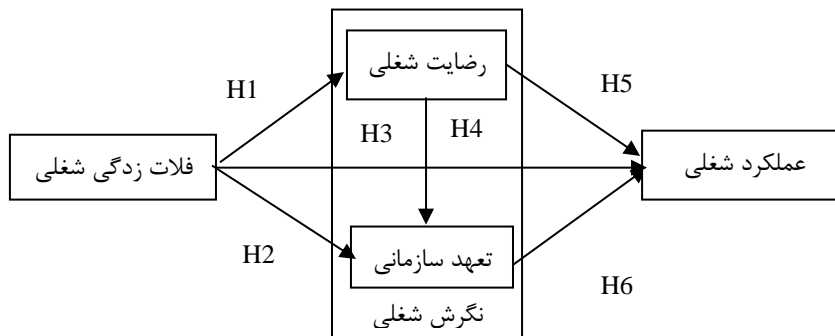 رضایت شغلی
H1
H5
H3
H4
فلات زدگی شغلی
عملکرد شغلی
H2
تعهد سازمانی
H6
نگرش شغلی